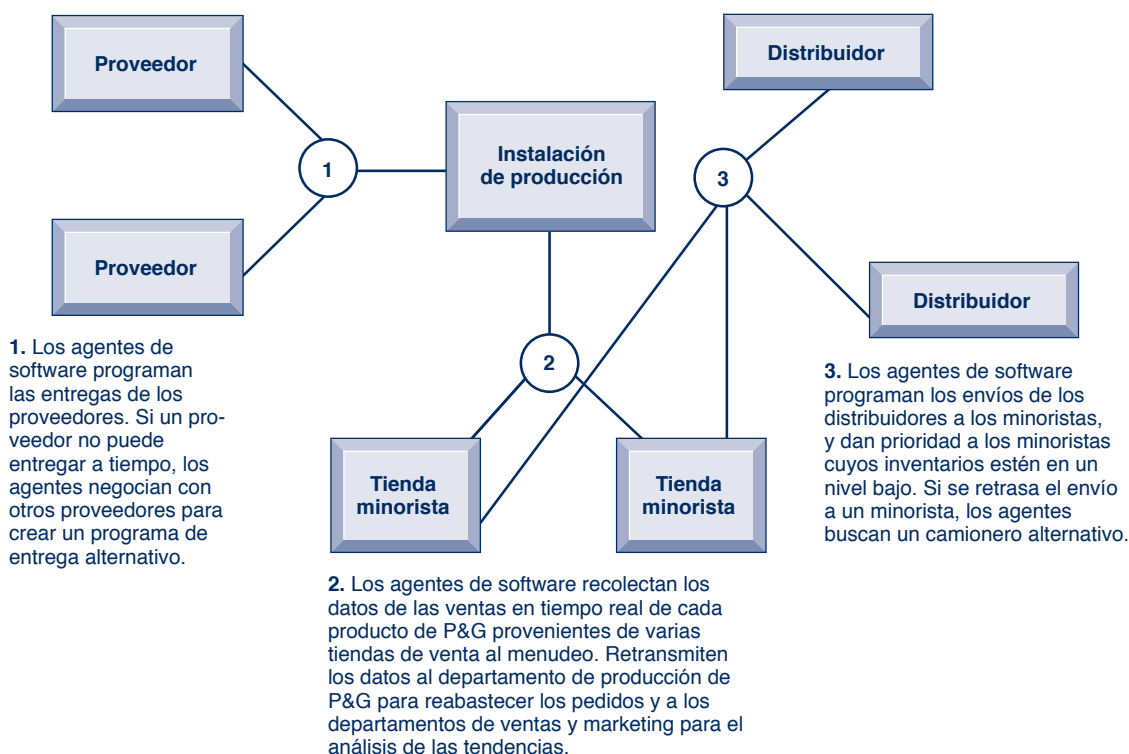 Proveedor
Distribuidor
Instalación
de producción
1
3
Proveedor
Distribuidor
2
Tienda
minorista
Tienda
minorista
1. Los agentes de
software programan
las entregas de los
proveedores. Si un pro-
veedor no puede
entregar a tiempo, los
agentes negocian con
otros proveedores para
crear un programa de
entrega alternativo.
3. Los agentes de software
programan los envíos de los
distribuidores a los minoristas,
y dan prioridad a los minoristas
cuyos inventarios estén en un
nivel bajo. Si se retrasa el envío
a un minorista, los agentes
buscan un camionero alternativo.
2. Los agentes de software recolectan los
datos de las ventas en tiempo real de cada
producto de P&G provenientes de varias
tiendas de venta al menudeo. Retransmiten
los datos al departamento de producción de
P&G para reabastecer los pedidos y a los
departamentos de ventas y marketing para el
análisis de las tendencias.